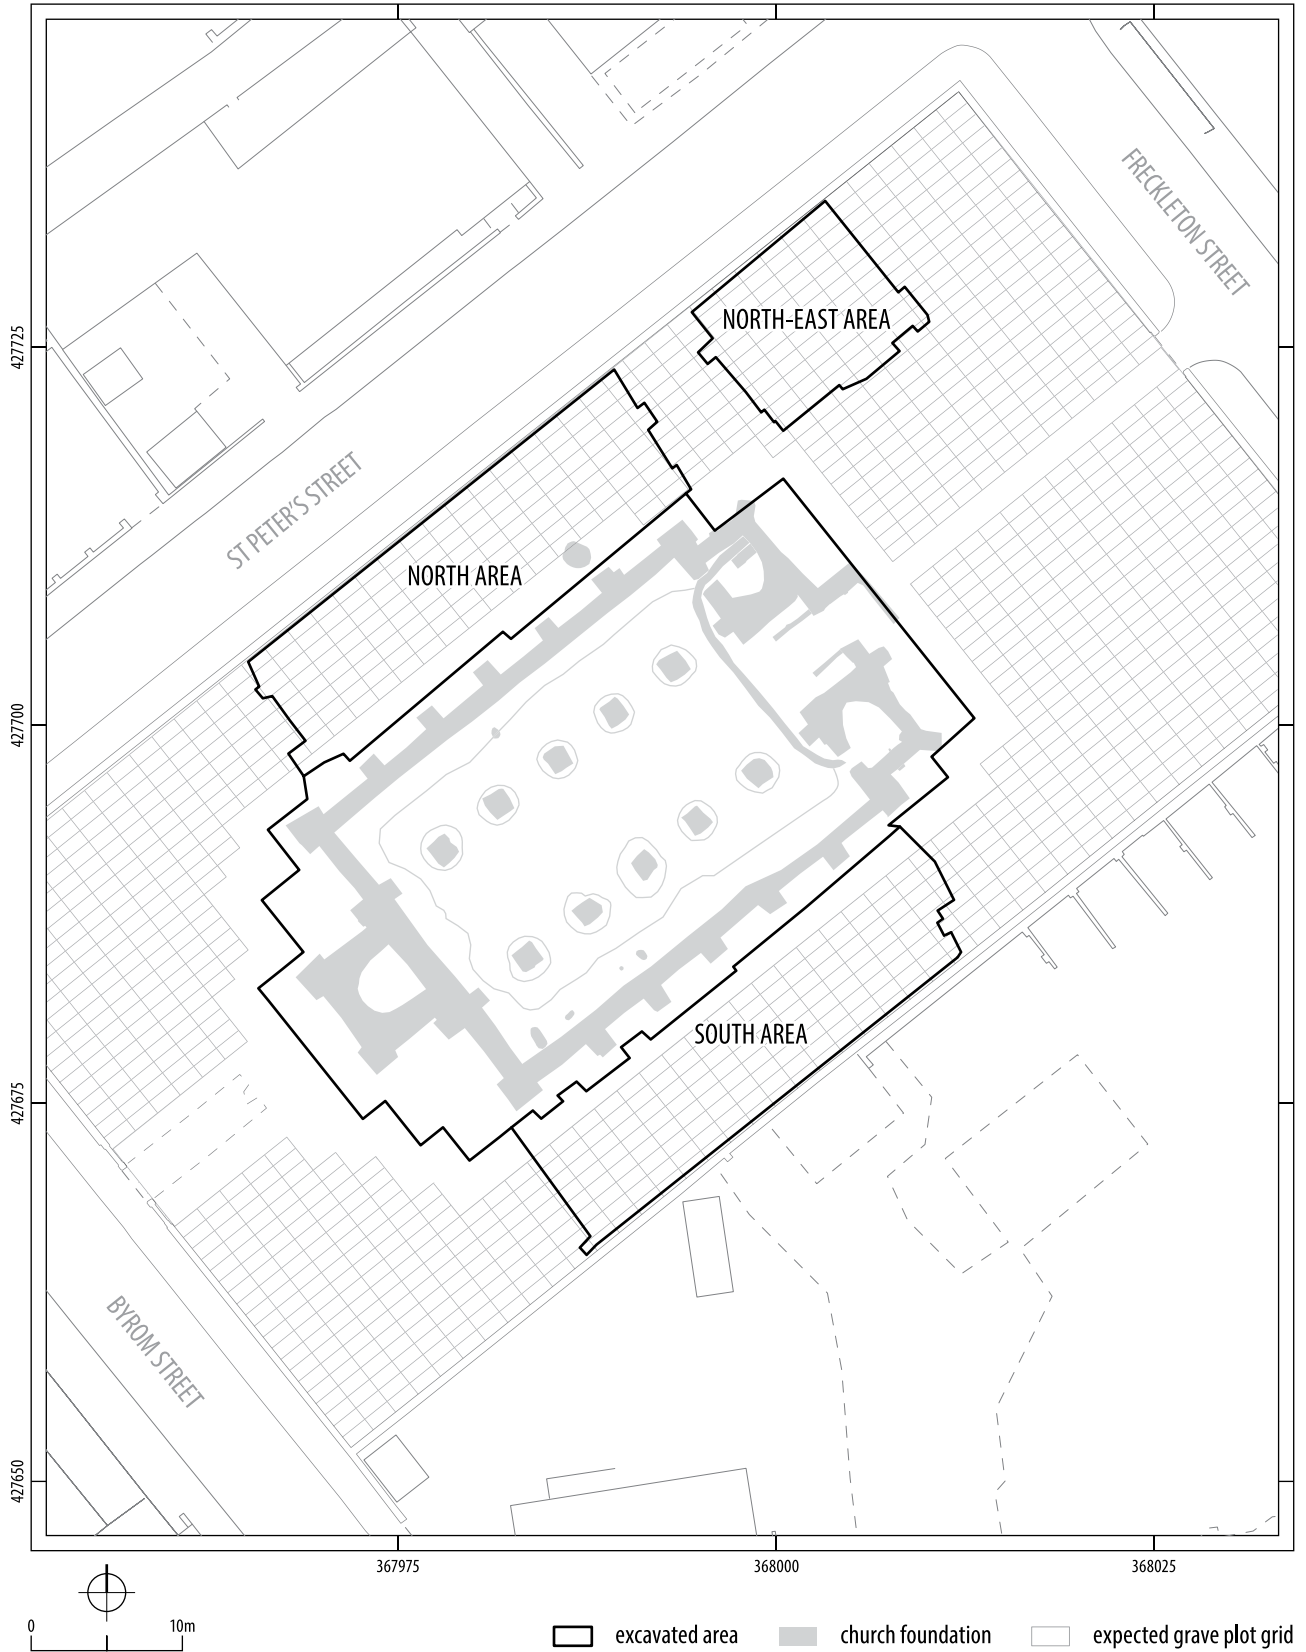 FRECKLETON STREET
NORTH-EAST AREA
427725
ST PETER'S STREET
NORTH AREA
427700
SOUTH AREA
427675
BYROM STREET
427650
367975
368000
368025
0
10m
excavated area
church foundation
expected grave plot grid